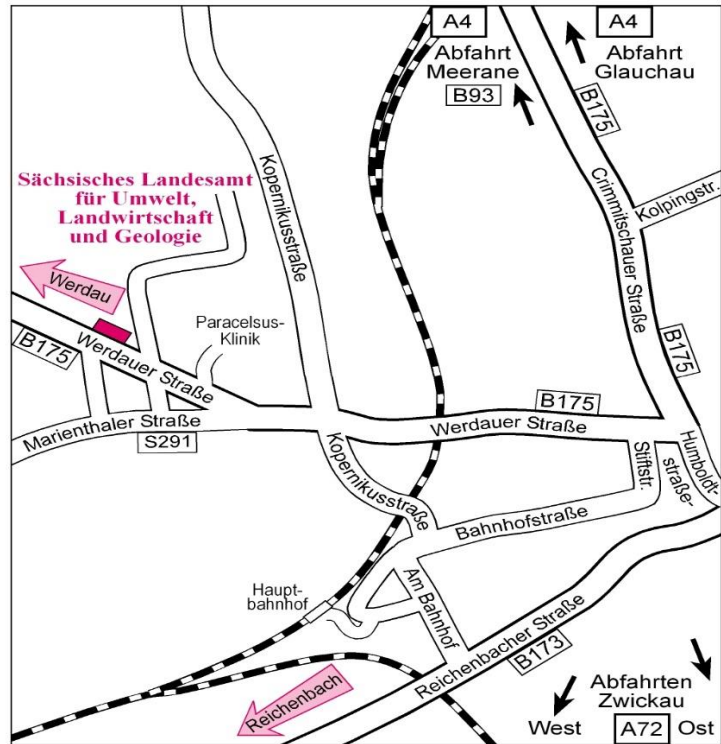 A4
Abfahrt
Meerane
B93
A4
Abfahrt
Glauchau
B175
Kopernikusstraße
Crimmitschauer Straße
Kolpingstr.
Sächsisches Landesamt
für Umwelt,
Landwirtschaft
und Geologie
Werdau
Paracelsus-
Klinik
B175
Werdauer Straße
B175
B175
Marienthaler Straße
S291
Werdauer Straße
Kopernikusstraße
Stiftstr.
Humboldt-
straße-
Bahnhofstraße
Haupt-
bahnhof
Am Bahnhof
Reichenbacher Straße
B173
Reichenbach
Abfahrten
Zwickau
West
A72
Ost